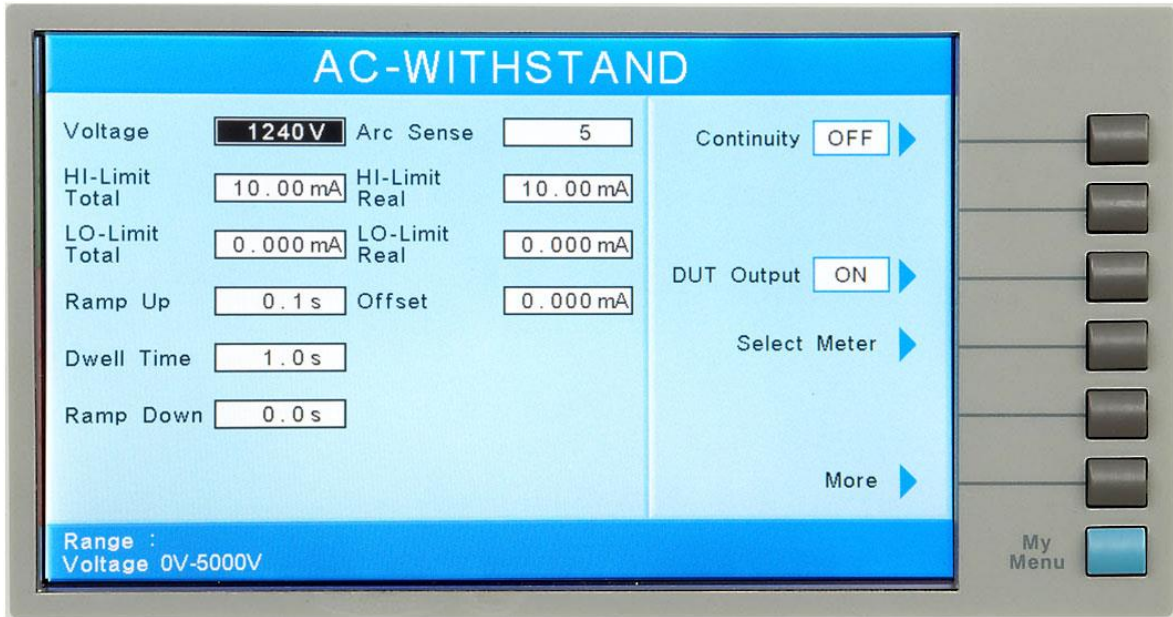 AC-WITHSTAND
Voltage 1240V Arc Sense 5
HI-Limit Total 10.00mA HI-Limit Real 10.00mA
LO-Limit Total 0.000mA LO-Limit Real 0.000mA
Ramp Up 0.1s Offset 0.000mA
Dwell Time 1.0s
Ramp Down 0.0s
Continuity OFF
DUT Output ON
Select Meter
More
Range :
Voltage 0V-5000V
My
Menu